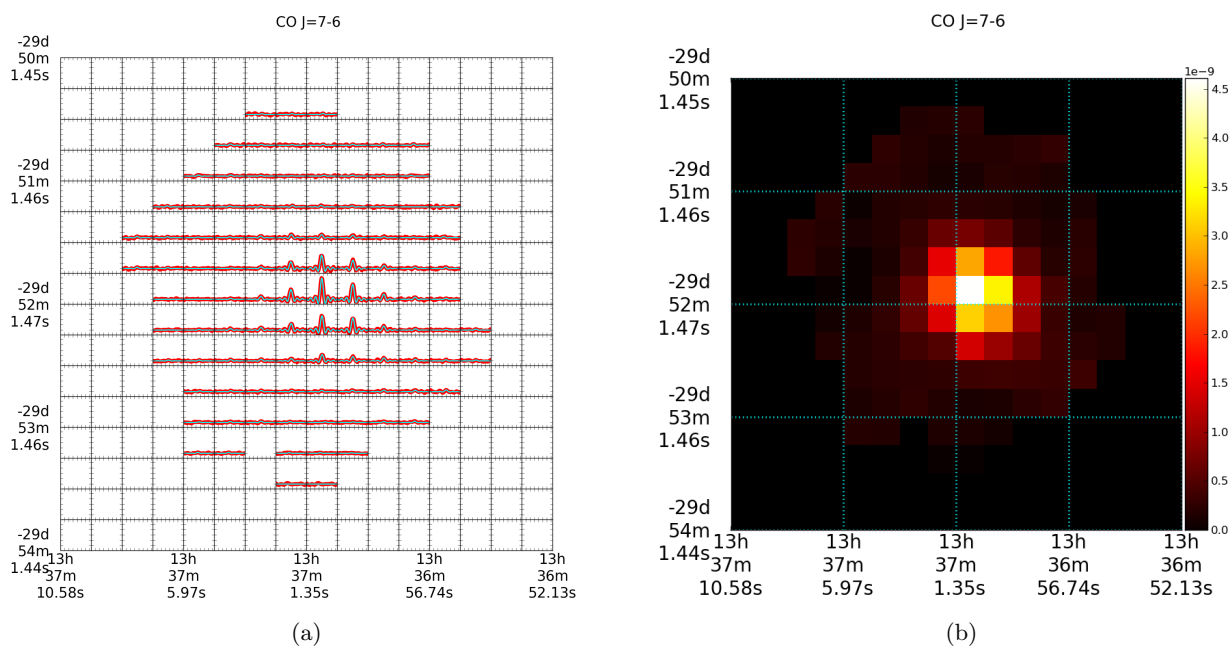 CO J=7-6
-29d
50m
1.45s
-29d
51m
1.46s
-29d
52m
1.47s
-29d
53m
1.46s
-29d
54m
1.44s
13h
37m
10.58s
13h
37m
5.97s
13h
37m
1.35s
13h
36m
56.74s
13h
36m
52.13s
(a)
CO J=7-6
-29d
50m
1.45s
-29d
51m
1.46s
-29d
52m
1.47s
-29d
53m
1.46s
-29d
54m
1.44s
13h
37m
10.58s
13h
37m
5.97s
13h
37m
1.35s
13h
36m
56.74s
13h
36m
52.13s
1e−9
4.5
4.0
3.5
3.0
2.5
2.0
1.5
1.0
0.5
0.0
(b)